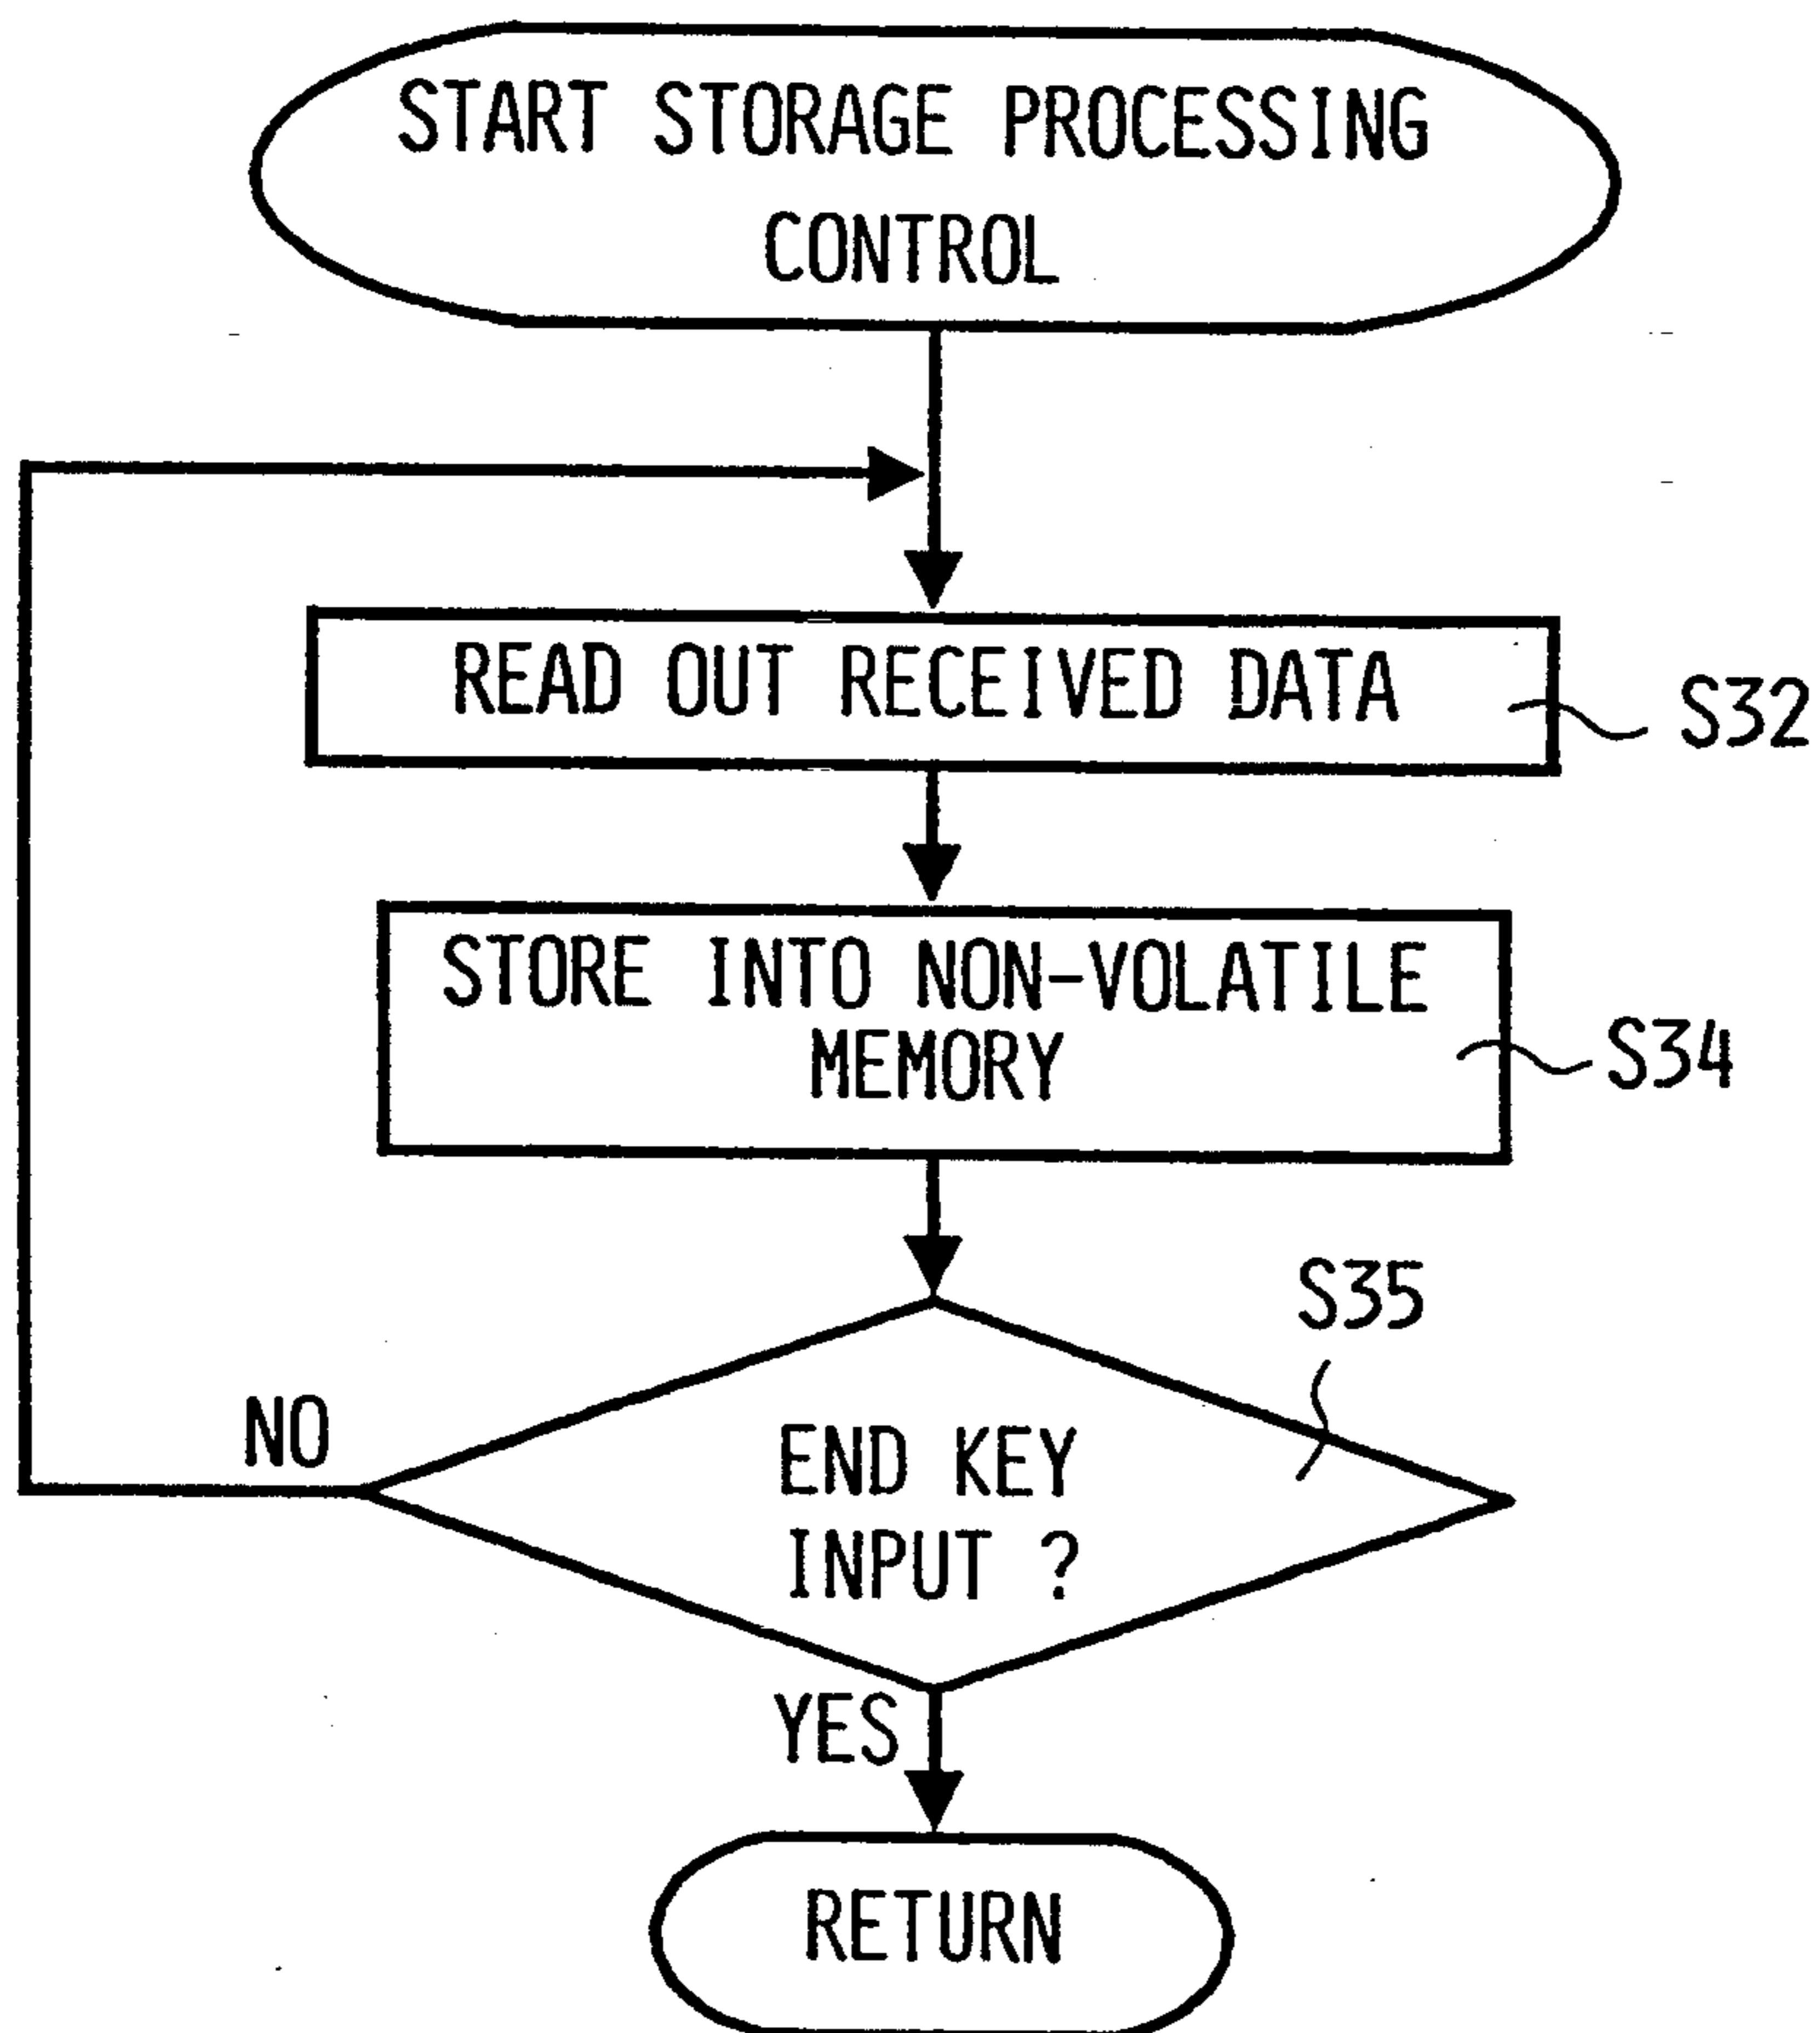 START STORAGE PROCESSING
CONTROL
READ OUT RECEIVED DATA
S32
STORE INTO NON-VOLATILE
MEMORY
S34
S35
NO
END KEY
INPUT ?
YES
RETURN